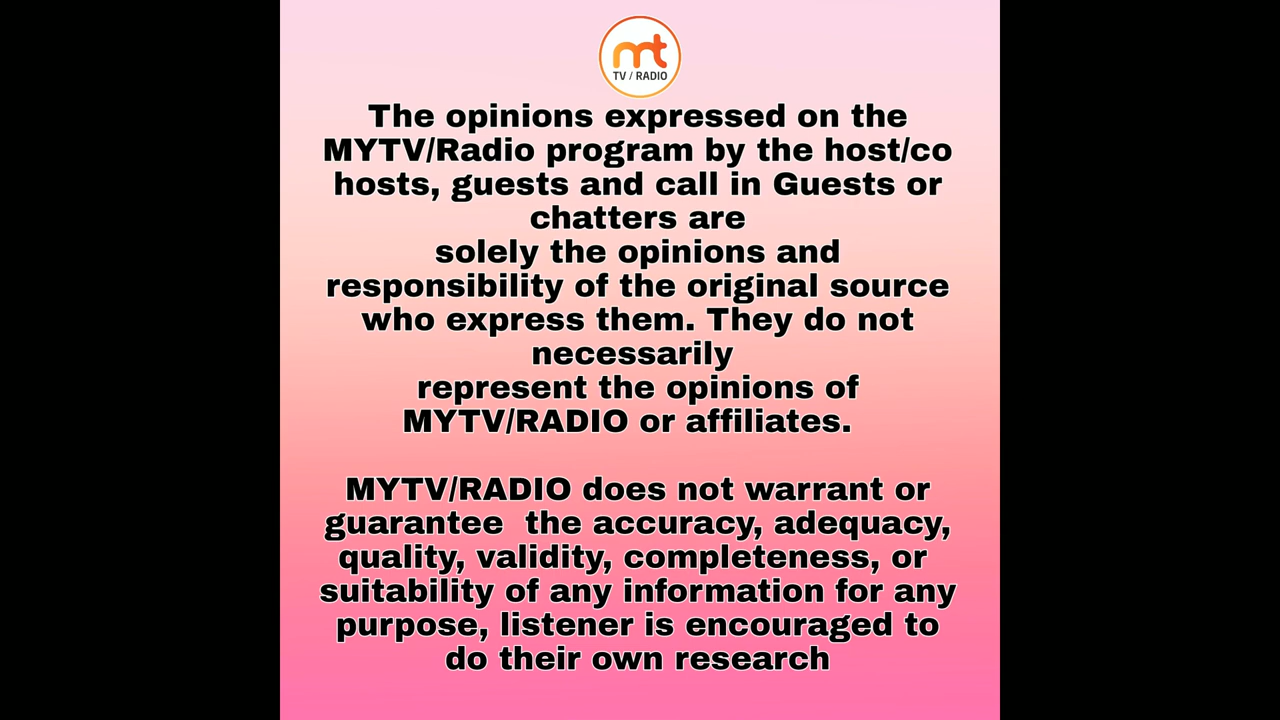 mt
TV / RADIO
The opinions expressed on the
MYTV/Radio program by the host/co
hosts, guests and call in Guests or
chatters are
solely the opinions and
responsibility of the original source
who express them. They do not
necessarily
represent the opinions of
MYTV/RADIO or affiliates.
MYTV/RADIO does not warrant or
guarantee  the accuracy, adequacy,
quality, validity, completeness, or
suitability of any information for any
purpose, listener is encouraged to
do their own research